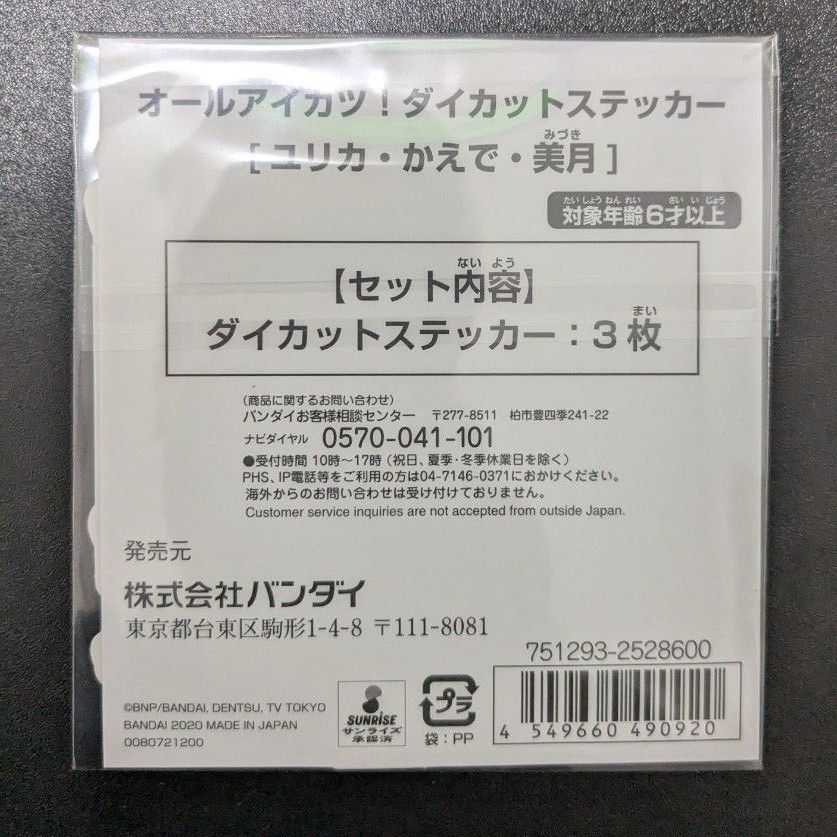 オールアイカツ！ダイカットステッカー
みづき
[ユリカ・かえで・美月]
たいしょうねんれい さいいじょう
対象年齢6才以上
ないよう
【セット内容】
まい
ダイカットステッカー：3枚
(商品に関するお問い合わせ)
バンダイお客様相談センター 〒277-8511 柏市豊四季241-22
ナビダイヤル 0570-041-101
●受付時間 10時～17時 (祝日、夏季・冬季休業日を除く)
PHS、IP電話等をご利用の方は04-7146-0371におかけください。
海外からのお問い合わせは受け付けておりません。
Customer service inquiries are not accepted from outside Japan.
発売元
株式会社バンダイ
東京都台東区駒形1-4-8 〒111-8081
751293-2528600
©BNP/BANDAI, DENTSU, TV TOKYO
BANDAI 2020 MADE IN JAPAN
0080721200
SUNRISE
サンライズ
承認済
プラ
袋：PP
4 549660 490920